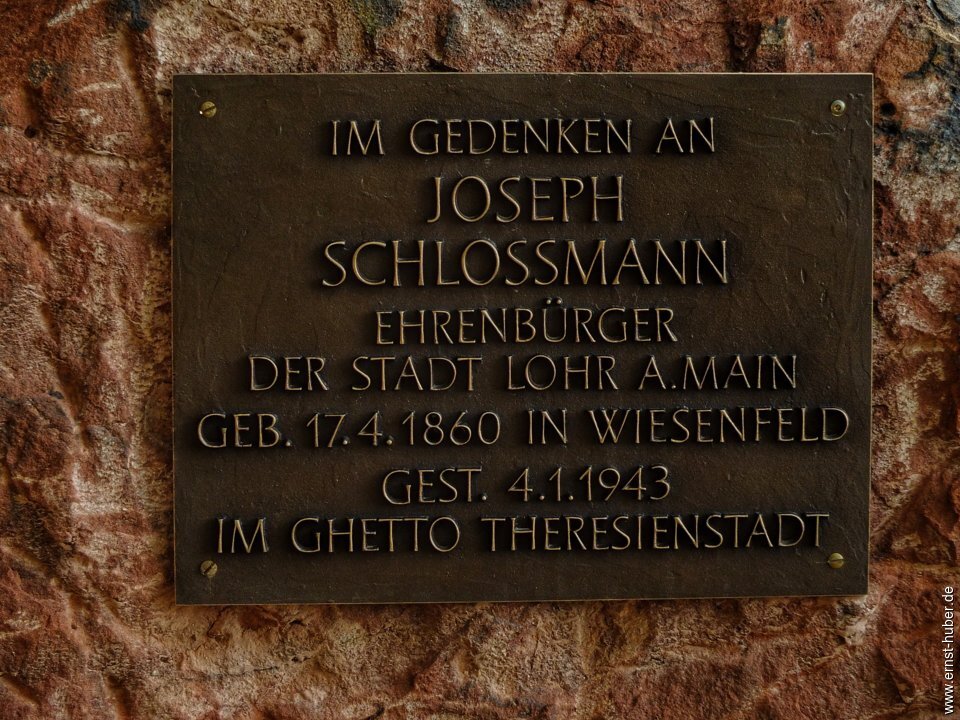 IM GEDENKEN AN
JOSEPH
SCHLOSSMANN
EHRENBÜRGER
DER STADT LOHR A.MAIN
GEB. 17.4.1860 IN WIESENFELD
GEST. 4.1.1943
IM GHETTO THERESIENSTADT
www.ernst-huber.de